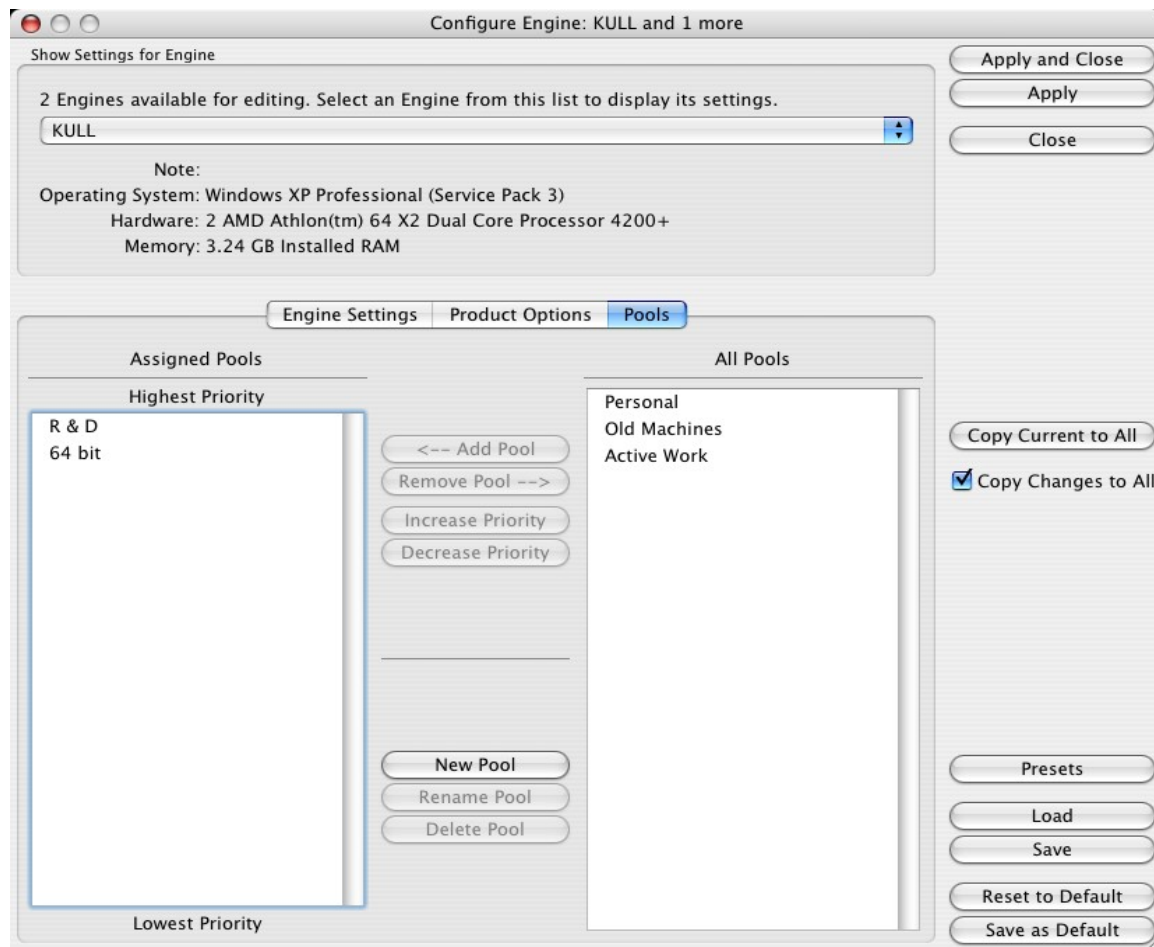 Configure Engine: KULL and 1 more
Show Settings for Engine
2 Engines available for editing. Select an Engine from this list to display its settings.
KULL
Note:
Operating System: Windows XP Professional (Service Pack 3)
Hardware: 2 AMD Athlon(tm) 64 X2 Dual Core Processor 4200+
Memory: 3.24 GB Installed RAM
Apply and Close
Apply
Close
Engine Settings
Product Options
Pools
Assigned Pools
Highest Priority
R & D
64 bit
Lowest Priority
<-- Add Pool
Remove Pool -->
Increase Priority
Decrease Priority
New Pool
Rename Pool
Delete Pool
All Pools
Personal
Old Machines
Active Work
Copy Current to All
Copy Changes to All
Presets
Load
Save
Reset to Default
Save as Default